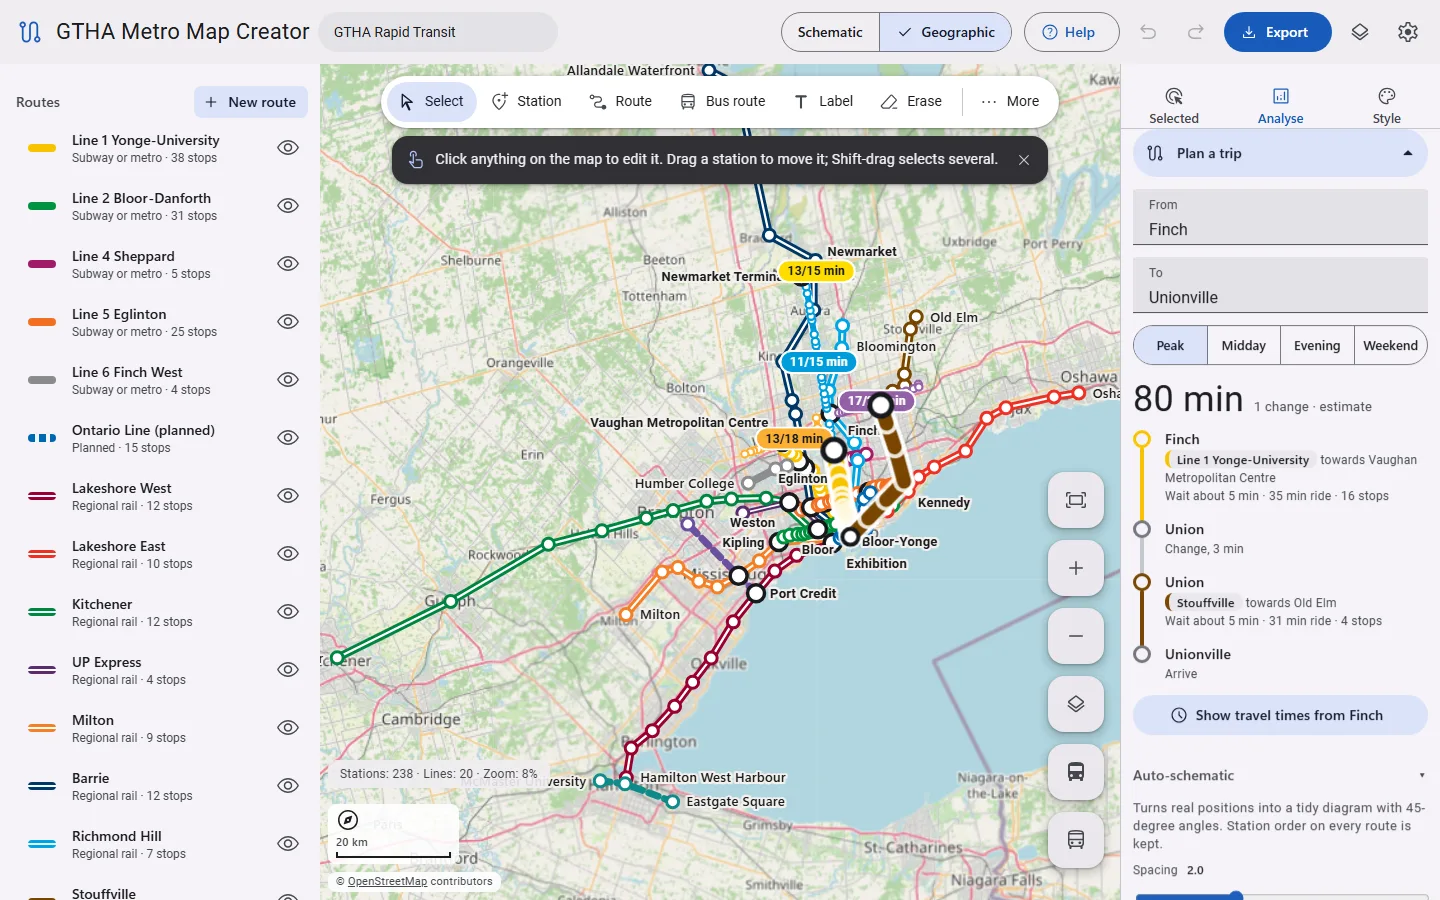 GTHA Metro Map Creator
GTHA Rapid Transit
Schematic
Geographic
Help
Export
Routes
New route
Line 1 Yonge-University
Subway or metro · 38 stops
Line 2 Bloor-Danforth
Subway or metro · 31 stops
Line 4 Sheppard
Subway or metro · 5 stops
Line 5 Eglinton
Subway or metro · 25 stops
Line 6 Finch West
Subway or metro · 4 stops
Ontario Line (planned)
Planned · 15 stops
Lakeshore West
Regional rail · 12 stops
Lakeshore East
Regional rail · 10 stops
Kitchener
Regional rail · 12 stops
UP Express
Regional rail · 4 stops
Milton
Regional rail · 9 stops
Barrie
Regional rail · 12 stops
Richmond Hill
Regional rail · 7 stops
Stouffville
Select
Station
Route
Bus route
Label
Erase
More
Click anything on the map to edit it. Drag a station to move it; Shift-drag selects several.
Allandale Waterfront
Alliston
Shelburne
Beeton
Tottenham
Uxbridge
Port Perry
Newmarket
Newmarket
13/15 min
Old Elm
Bloomington
11/15 min
Orangeville
Bolton
Oshawa
Vaughan Metropolitan Centre
13/18 min
Finch
Erin
Humber College
Eglinton
Fergus
Weston
Kennedy
Kipling
Bloor
Bloor-Yonge
Exhibition
Rockwood
Port Credit
Milton
Milton
Cambridge
Hamilton West Harbour
Eastgate Square
Grimsby
St. Catharines
Smithville
Niagara-on-
the-Lake
Niagara Falls
Caledonia
Stations: 238 · Lines: 20 · Zoom: 8%
20 km
© OpenStreetMap contributors
Selected
Analyse
Style
Plan a trip
From
Finch
To
Unionville
Peak
Midday
Evening
Weekend
80 min 1 change · estimate
Finch
Line 1 Yonge-University towards Vaughan
Metropolitan Centre
Wait about 5 min · 35 min ride · 16 stops
Union
Change, 3 min
Union
Stouffville towards Old Elm
Wait about 5 min · 31 min ride · 4 stops
Unionville
Arrive
Show travel times from Finch
Auto-schematic
Turns real positions into a tidy diagram with 45-
degree angles. Station order on every route is
kept.
Spacing 2.0